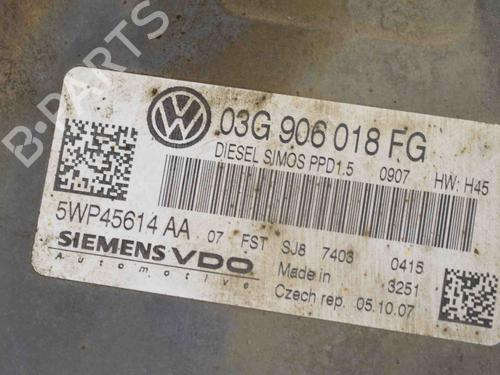 B-PARTS
03G 906 018 FG
DIESEL SIMOS PPD1.5 0907 HW: H45
5WP45614 AA 07 FST SJ8 7403 0415
SIEMENS VDO
Automotive
Made in 3251
Czech rep. 05.10.07